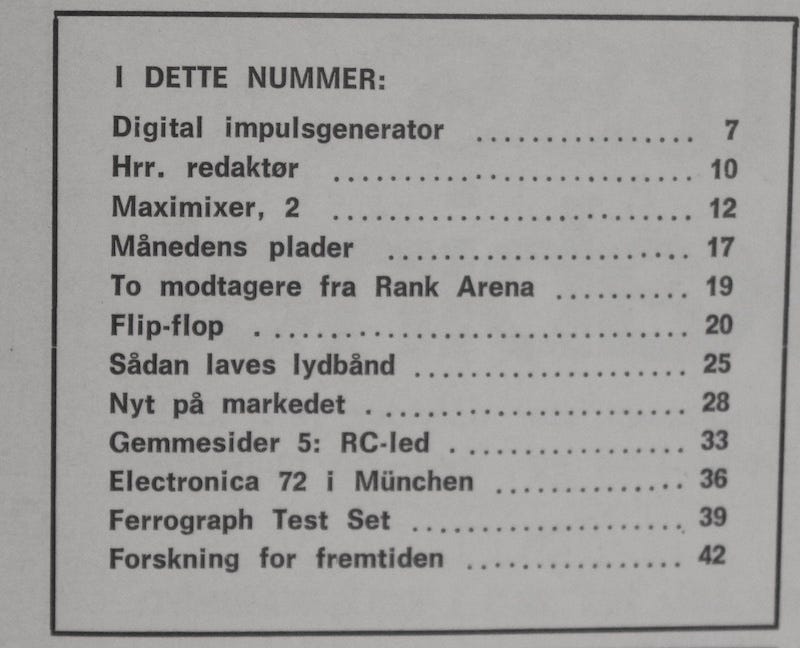 I DETTE NUMMER:
Digital impulsgenerator .................. 7
Hrr. redaktør .............................. 10
Maximixer, 2 .............................. 12
Månedens plader ......................... 17
To modtagere fra Rank Arena ........... 19
Flip-flop .................................... 20
Sådan laves lydbånd ...................... 25
Nyt på markedet .......................... 28
Gemmesider 5: RC-led ................... 33
Electronica 72 i München ................ 36
Ferrograph Test Set ....................... 39
Forskning for fremtiden .................. 42